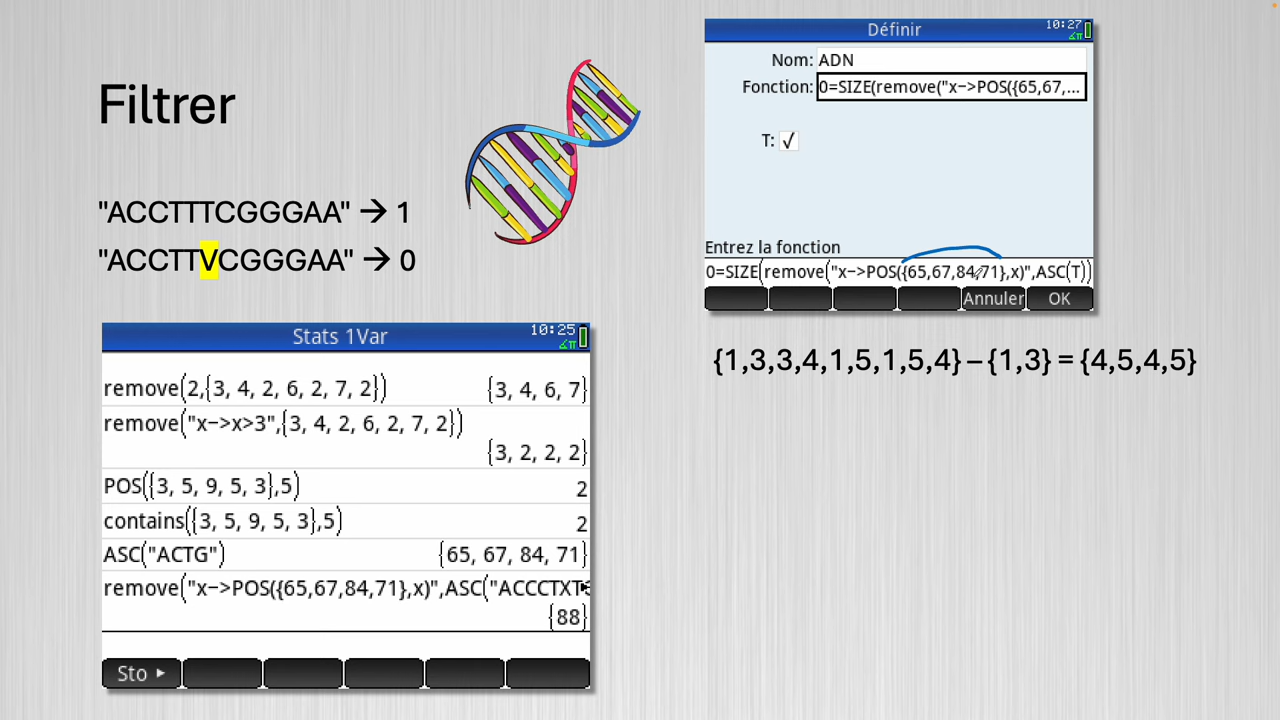 Filtrer
"ACCTTTCGGGAA" → 1
"ACCTTVCGGGAA" → 0
Stats 1Var
10:25
∡π
remove(2,{3, 4, 2, 6, 2, 7, 2})
{3, 4, 6, 7}
remove("x−>x>3",{3, 4, 2, 6, 2, 7, 2})
{3, 2, 2, 2}
POS({3, 5, 9, 5, 3},5)
2
contains({3, 5, 9, 5, 3},5)
2
ASC("ACTG")
{65, 67, 84, 71}
remove("x−>POS({65,67,84,71},x)",ASC("ACCCTXT
{88}
Sto ▶
Définir
10:27
∡π
Nom: ADN
Fonction: 0=SIZE(remove("x−>POS({65,67,...
T: √
Entrez la fonction
0=SIZE(remove("x−>POS({65,67,84,71},x)",ASC(T))
Annuler OK
{1,3,3,4,1,5,1,5,4} – {1,3} = {4,5,4,5}